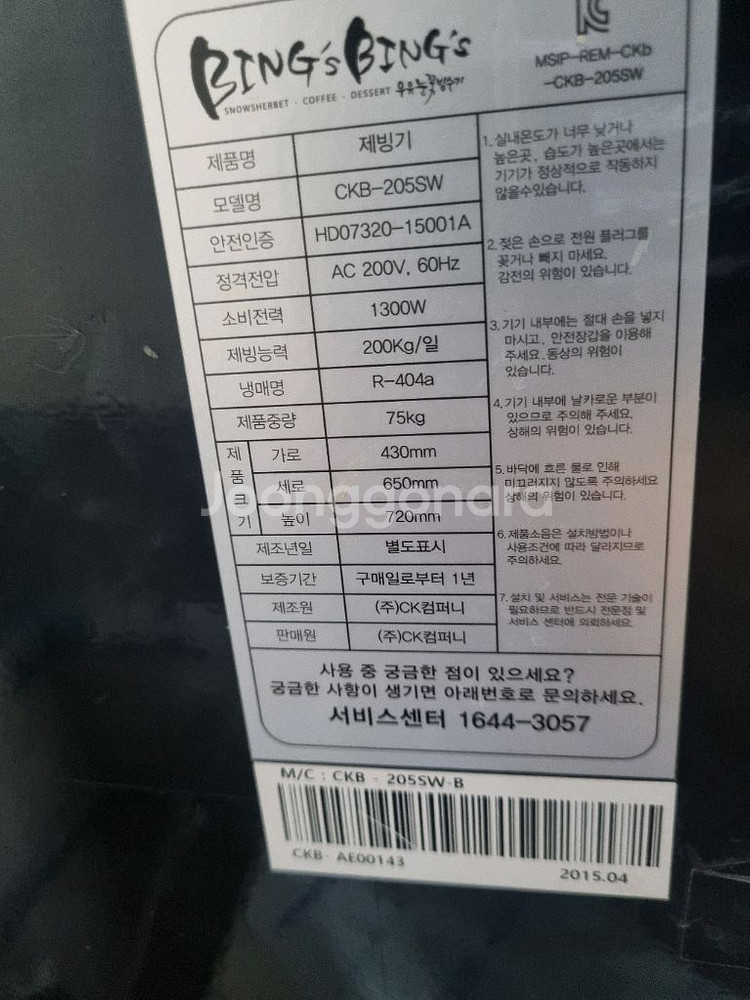 BING's BING's
SNOWSHERBET · COFFEE · DESSERT 우유눈꽃빙수기
MSIP-REM-CKb
-CKB-205SW
제품명 제빙기
모델명 CKB-205SW
안전인증 HD07320-15001A
정격전압 AC 200V, 60Hz
소비전력 1300W
제빙능력 200Kg/일
냉매명 R-404a
제품중량 75kg
제품크기
가로 430mm
세로 650mm
높이 720mm
제조년일 별도표시
보증기간 구매일로부터 1년
제조원 (주)CK컴퍼니
판매원 (주)CK컴퍼니
1. 실내온도가 너무 낮거나
높은곳, 습도가 높은곳에서는
기기가 정상적으로 작동하지
않을수있습니다.
2. 젖은 손으로 전원 플러그를
꽂거나 빼지 마세요.
감전의 위험이 있습니다.
3. 기기 내부에는 절대 손을 넣지
마시고, 안전장갑을 이용해
주세요. 동상의 위험이
있습니다.
4. 기기 내부에 날카로운 부분이
있으므로 주의해 주세요.
상해의 위험이 있습니다.
5. 바닥에 흐른 물로 인해
미끄러지지 않도록 주의하세요
상해의 위험이 있습니다.
6. 제품소음은 설치방법이나
사용조건에 따라 달라지므로
주의하세요.
7. 설치 및 서비스는 전문 기술이
필요하므로 반드시 전문점 및
서비스 센터에 의뢰하세요.
Joonggonara
사용 중 궁금한 점이 있으세요?
궁금한 사항이 생기면 아래번호로 문의하세요.
서비스센터 1644-3057
M/C : CKB - 205SW-B
CKB- AE00143
2015.04